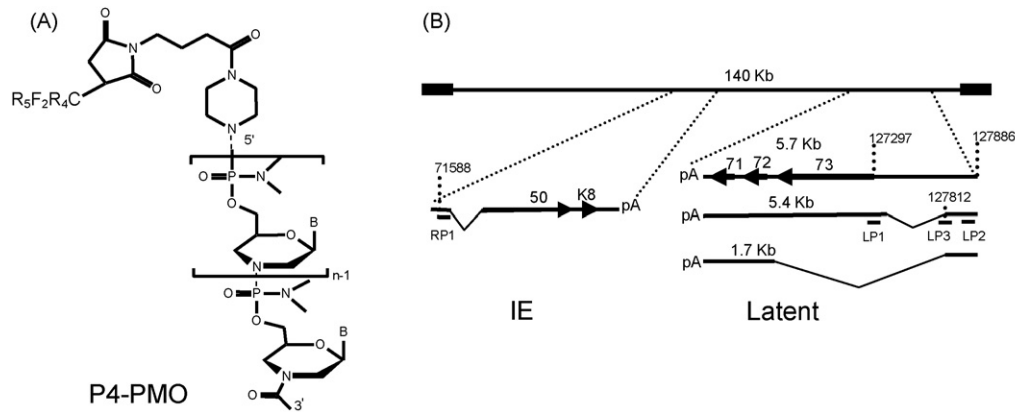 (A)
O
N
O
O
N
O
R₅F₂R₄C
N
5'
O
P
N
O
O
B
N
n-1
O
P
N
O
O
B
N
O
3'
P4-PMO
(B)
140 Kb
71588
50
K8
pA
RP1
IE
127886
127297
5.7 Kb
pA
71
72
73
5.4 Kb
127812
pA
LP1
LP3
LP2
1.7 Kb
pA
Latent